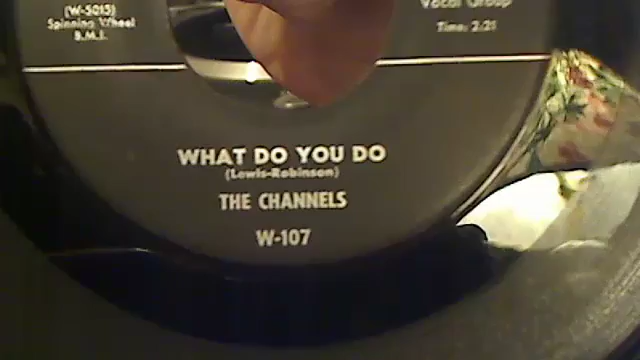 (W-5015)
Spinning Wheel
B.M.I.
Vocal Group
Time: 2:21
WHAT DO YOU DO
(Lewis-Robinson)
THE CHANNELS
W-107